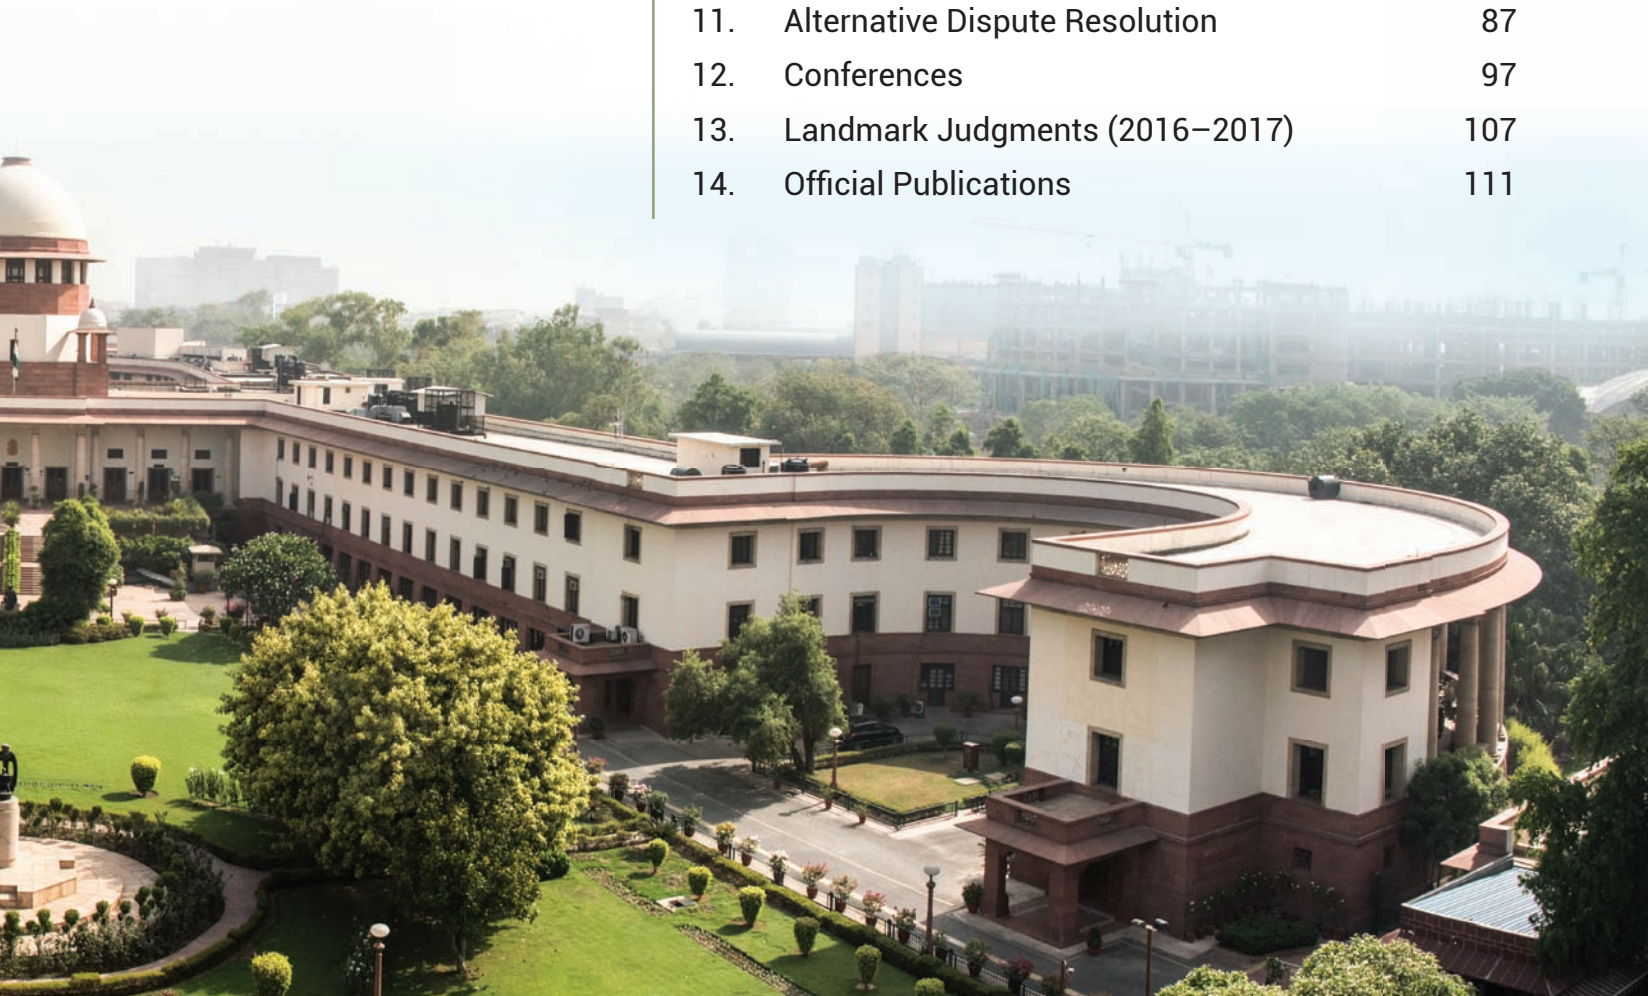 11. Alternative Dispute Resolution 87
12. Conferences 97
13. Landmark Judgments (2016–2017) 107
14. Official Publications 111